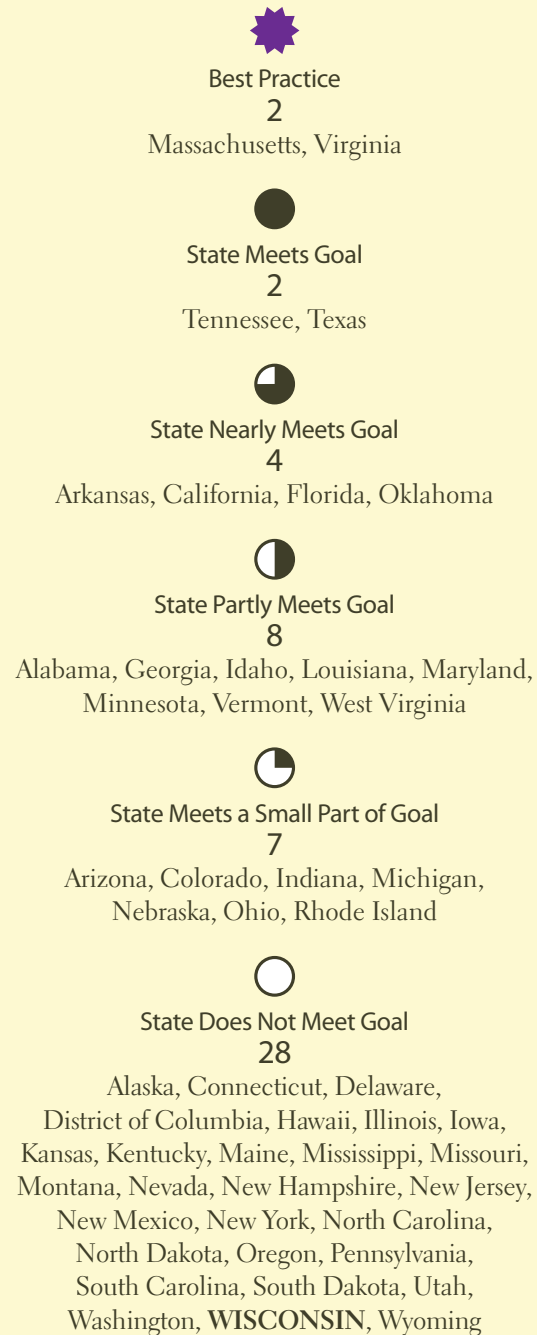 Best Practice
2
Massachusetts, Virginia
State Meets Goal
2
Tennessee, Texas
State Nearly Meets Goal
4
Arkansas, California, Florida, Oklahoma
State Partly Meets Goal
8
Alabama, Georgia, Idaho, Louisiana, Maryland,
Minnesota, Vermont, West Virginia
State Meets a Small Part of Goal
7
Arizona, Colorado, Indiana, Michigan,
Nebraska, Ohio, Rhode Island
State Does Not Meet Goal
28
Alaska, Connecticut, Delaware,
District of Columbia, Hawaii, Illinois, Iowa,
Kansas, Kentucky, Maine, Mississippi, Missouri,
Montana, Nevada, New Hampshire, New Jersey,
New Mexico, New York, North Carolina,
North Dakota, Oregon, Pennsylvania,
South Carolina, South Dakota, Utah,
Washington, WISCONSIN, Wyoming